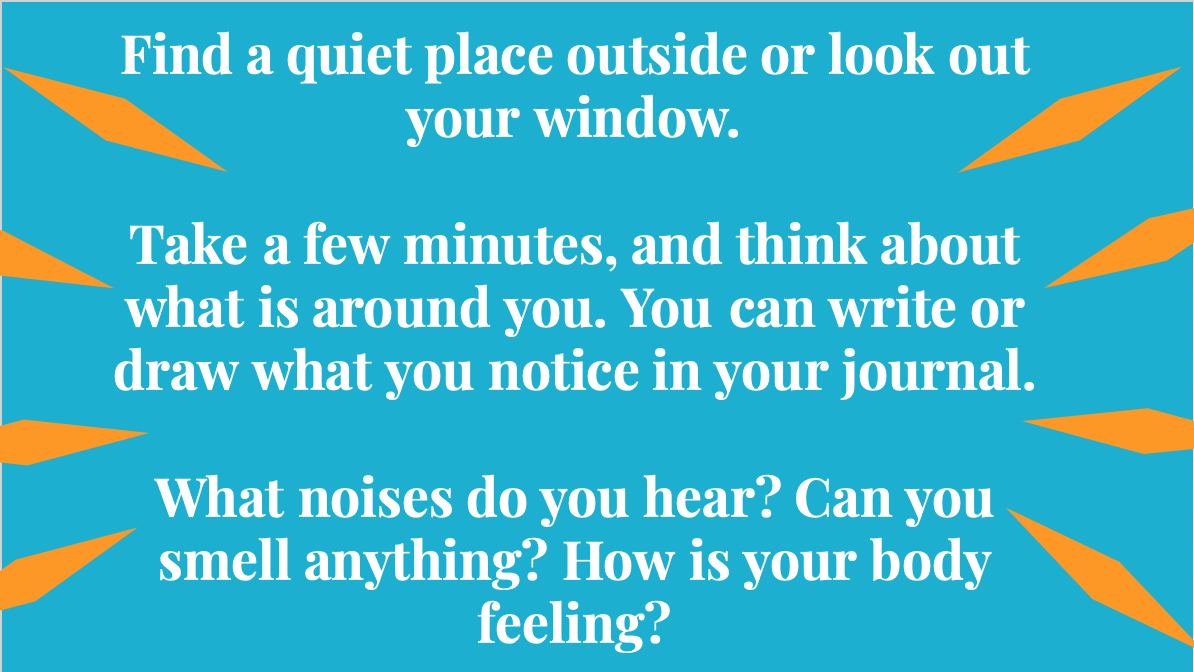 Find a quiet place outside or look out
your window.
Take a few minutes, and think about
what is around you. You can write or
draw what you notice in your journal.
What noises do you hear? Can you
smell anything? How is your body
feeling?